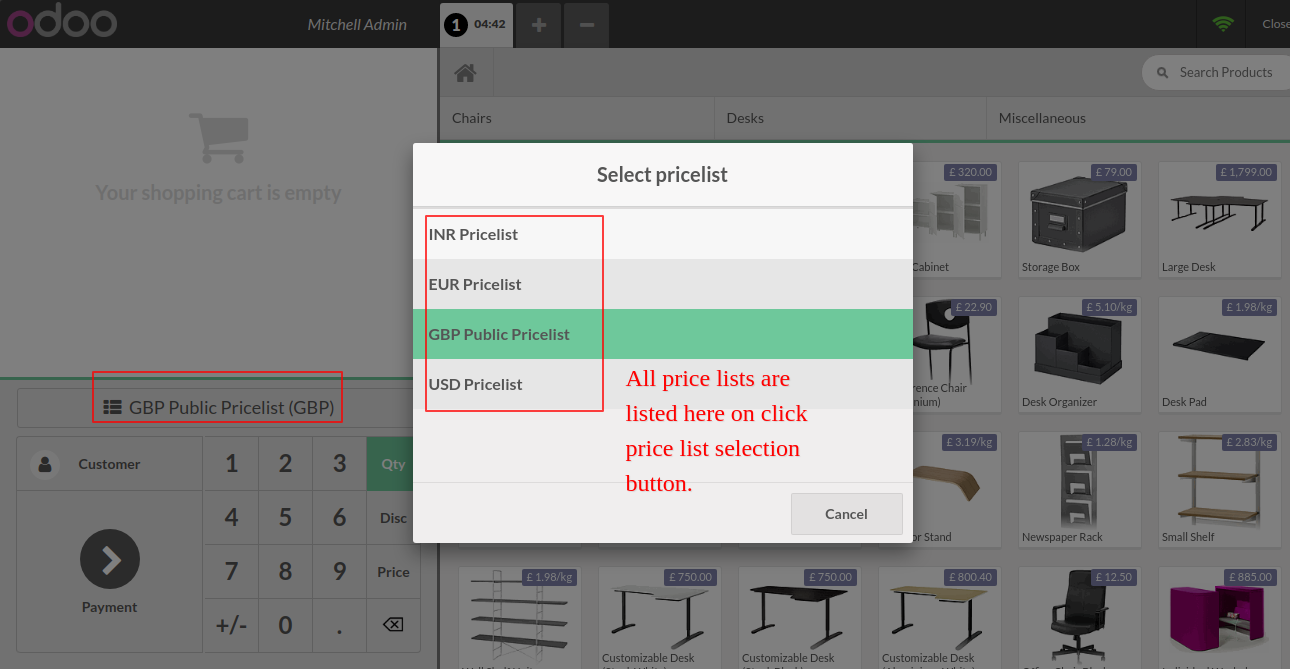 odoo
Mitchell Admin
1 04:42
Close
Search Products
Chairs
Desks
Miscellaneous
Your shopping cart is empty
GBP Public Pricelist (GBP)
Customer
1 2 3 Qty
4 5 6 Disc
7 8 9 Price
+/- 0 .
Payment
Select pricelist
INR Pricelist
EUR Pricelist
GBP Public Pricelist
USD Pricelist
All price lists are
listed here on click
price list selection
button.
Cancel
£ 320.00
Cabinet
£ 79.00
Storage Box
£ 1,799.00
Large Desk
£ 22.90
£ 5.10/kg
Desk Organizer
£ 1.98/kg
Desk Pad
£ 3.19/kg
Stand
£ 1.28/kg
Newspaper Rack
£ 2.83/kg
Small Shelf
£ 1.98/kg
£ 750.00
Customizable Desk
£ 750.00
Customizable Desk
£ 800.40
Customizable Desk
£ 12.50
£ 885.00